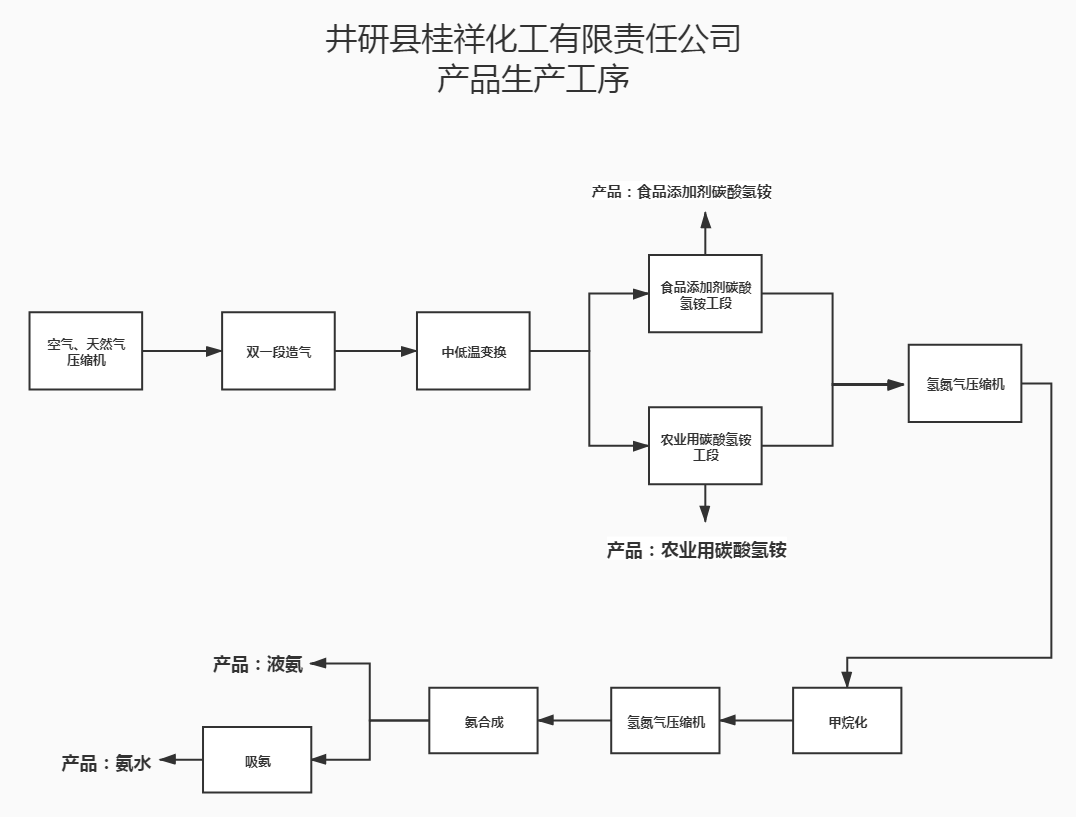 井研县桂祥化工有限责任公司
产品生产工序
产品：食品添加剂碳酸氢铵
食品添加剂碳酸
氢铵工段
空气、天然气
压缩机
双一段造气
中低温变换
氢氮气压缩机
农业用碳酸氢铵
工段
产品：农业用碳酸氢铵
产品：液氨
氨合成
氢氮气压缩机
甲烷化
吸氨
产品：氨水